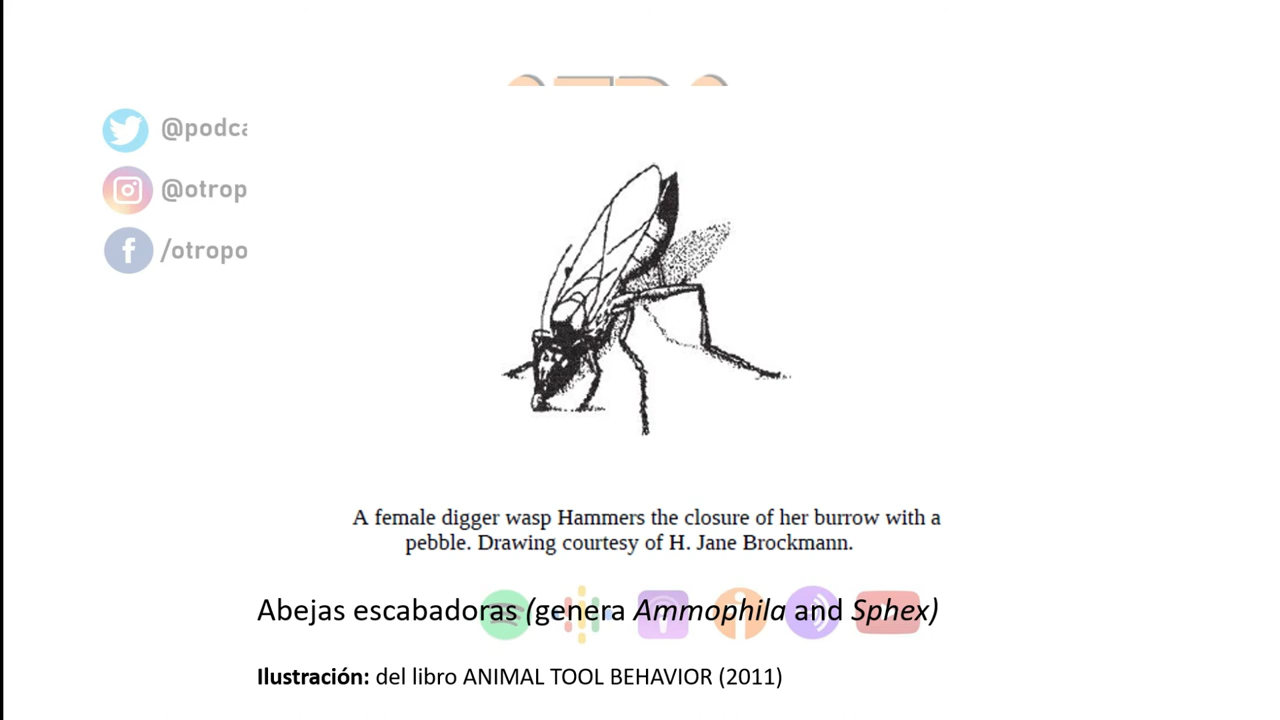 @podca
@otrop
/otropo
A female digger wasp Hammers the closure of her burrow with a
pebble. Drawing courtesy of H. Jane Brockmann.
Abejas escabadoras (genera Ammophila and Sphex)
Ilustración: del libro ANIMAL TOOL BEHAVIOR (2011)